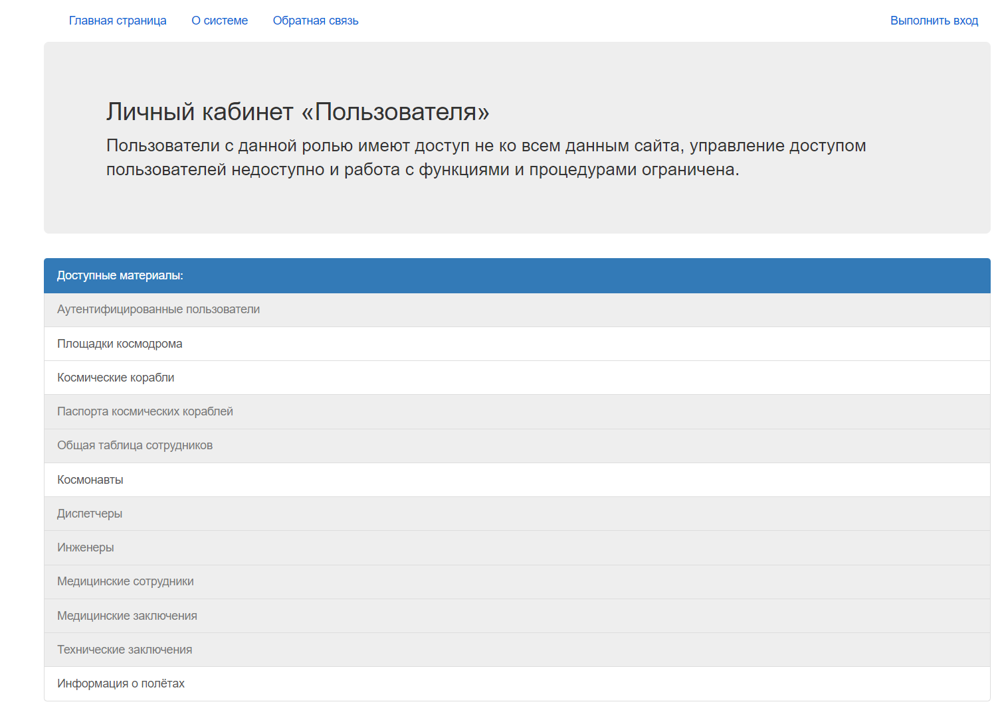 Главная страница О системе Обратная связь Выполнить вход
Личный кабинет «Пользователя»
Пользователи с данной ролью имеют доступ не ко всем данным сайта, управление доступом
пользователей недоступно и работа с функциями и процедурами ограничена.
Доступные материалы:
Аутентифицированные пользователи
Площадки космодрома
Космические корабли
Паспорта космических кораблей
Общая таблица сотрудников
Космонавты
Диспетчеры
Инженеры
Медицинские сотрудники
Медицинские заключения
Технические заключения
Информация о полётах